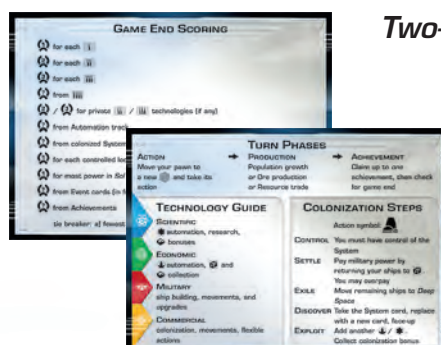 Two-
GAME END SCORING
for each i
for each ii
for each iii
from iiii
/ for private ii / iii technologies (if any)
from Automation track
from colonized System
for each controlled
for most power in Sol
from Event cards
from Achievements
tie breaker: a) fewest
TURN PHASES
ACTION
Move your pawn to
a new and take its
action
PRODUCTION
Population growth
or Ore production
or Resource trade
ACHIEVEMENT
Claim up to one
achievement, then check
for game end
TECHNOLOGY GUIDE
SCIENTIFIC
automation, research,
bonuses
ECONOMIC
automation, and
collection
MILITARY
ship building, movements, and
upgrades
COMMERCIAL
colonization, movements, flexible
actions
COLONIZATION STEPS
Action symbol:
CONTROL You must have control of the
System
SETTLE Pay military power by
returning your ships to .
You may overpay
EXILE Move remaining ships to Deep
Space
DISCOVER Take the System card, replace
with a new card, face-up
EXPLOIT Add another / .
Collect colonization bonus